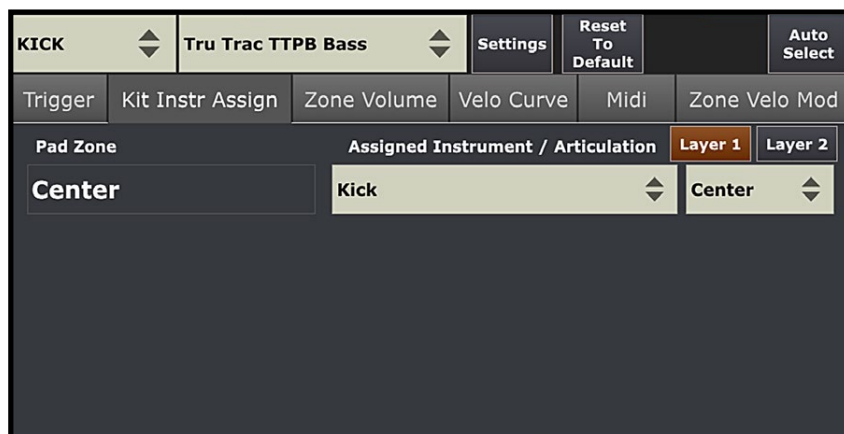 KICK Tru Trac TTPB Bass Settings Reset To Default Auto Select
Trigger Kit Instr Assign Zone Volume Velo Curve Midi Zone Velo Mod
Pad Zone Assigned Instrument / Articulation Layer 1 Layer 2
Center Kick Center